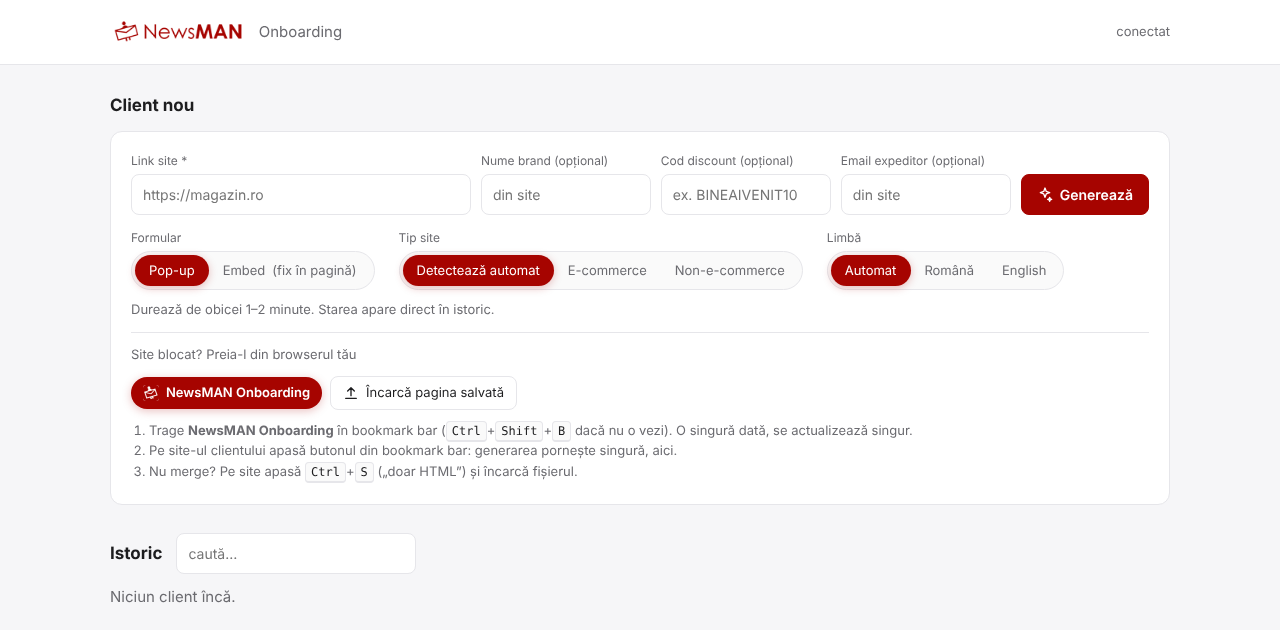 NewsMAN Onboarding conectat
Client nou
Link site * Nume brand (opțional) Cod discount (opțional) Email expeditor (opțional)
https://magazin.ro din site ex. BINEAIVENIT10 din site Generează
Formular Tip site Limbă
Pop-up Embed (fix în pagină) Detectează automat E-commerce Non-e-commerce Automat Română English
Durează de obicei 1–2 minute. Starea apare direct în istoric.
Site blocat? Preia-l din browserul tău
NewsMAN Onboarding Încarcă pagina salvată
1. Trage NewsMAN Onboarding în bookmark bar (Ctrl+Shift+B dacă nu o vezi). O singură dată, se actualizează singur.
2. Pe site-ul clientului apasă butonul din bookmark bar: generarea pornește singură, aici.
3. Nu merge? Pe site apasă Ctrl+S („doar HTML”) și încarcă fișierul.
Istoric caută...
Niciun client încă.